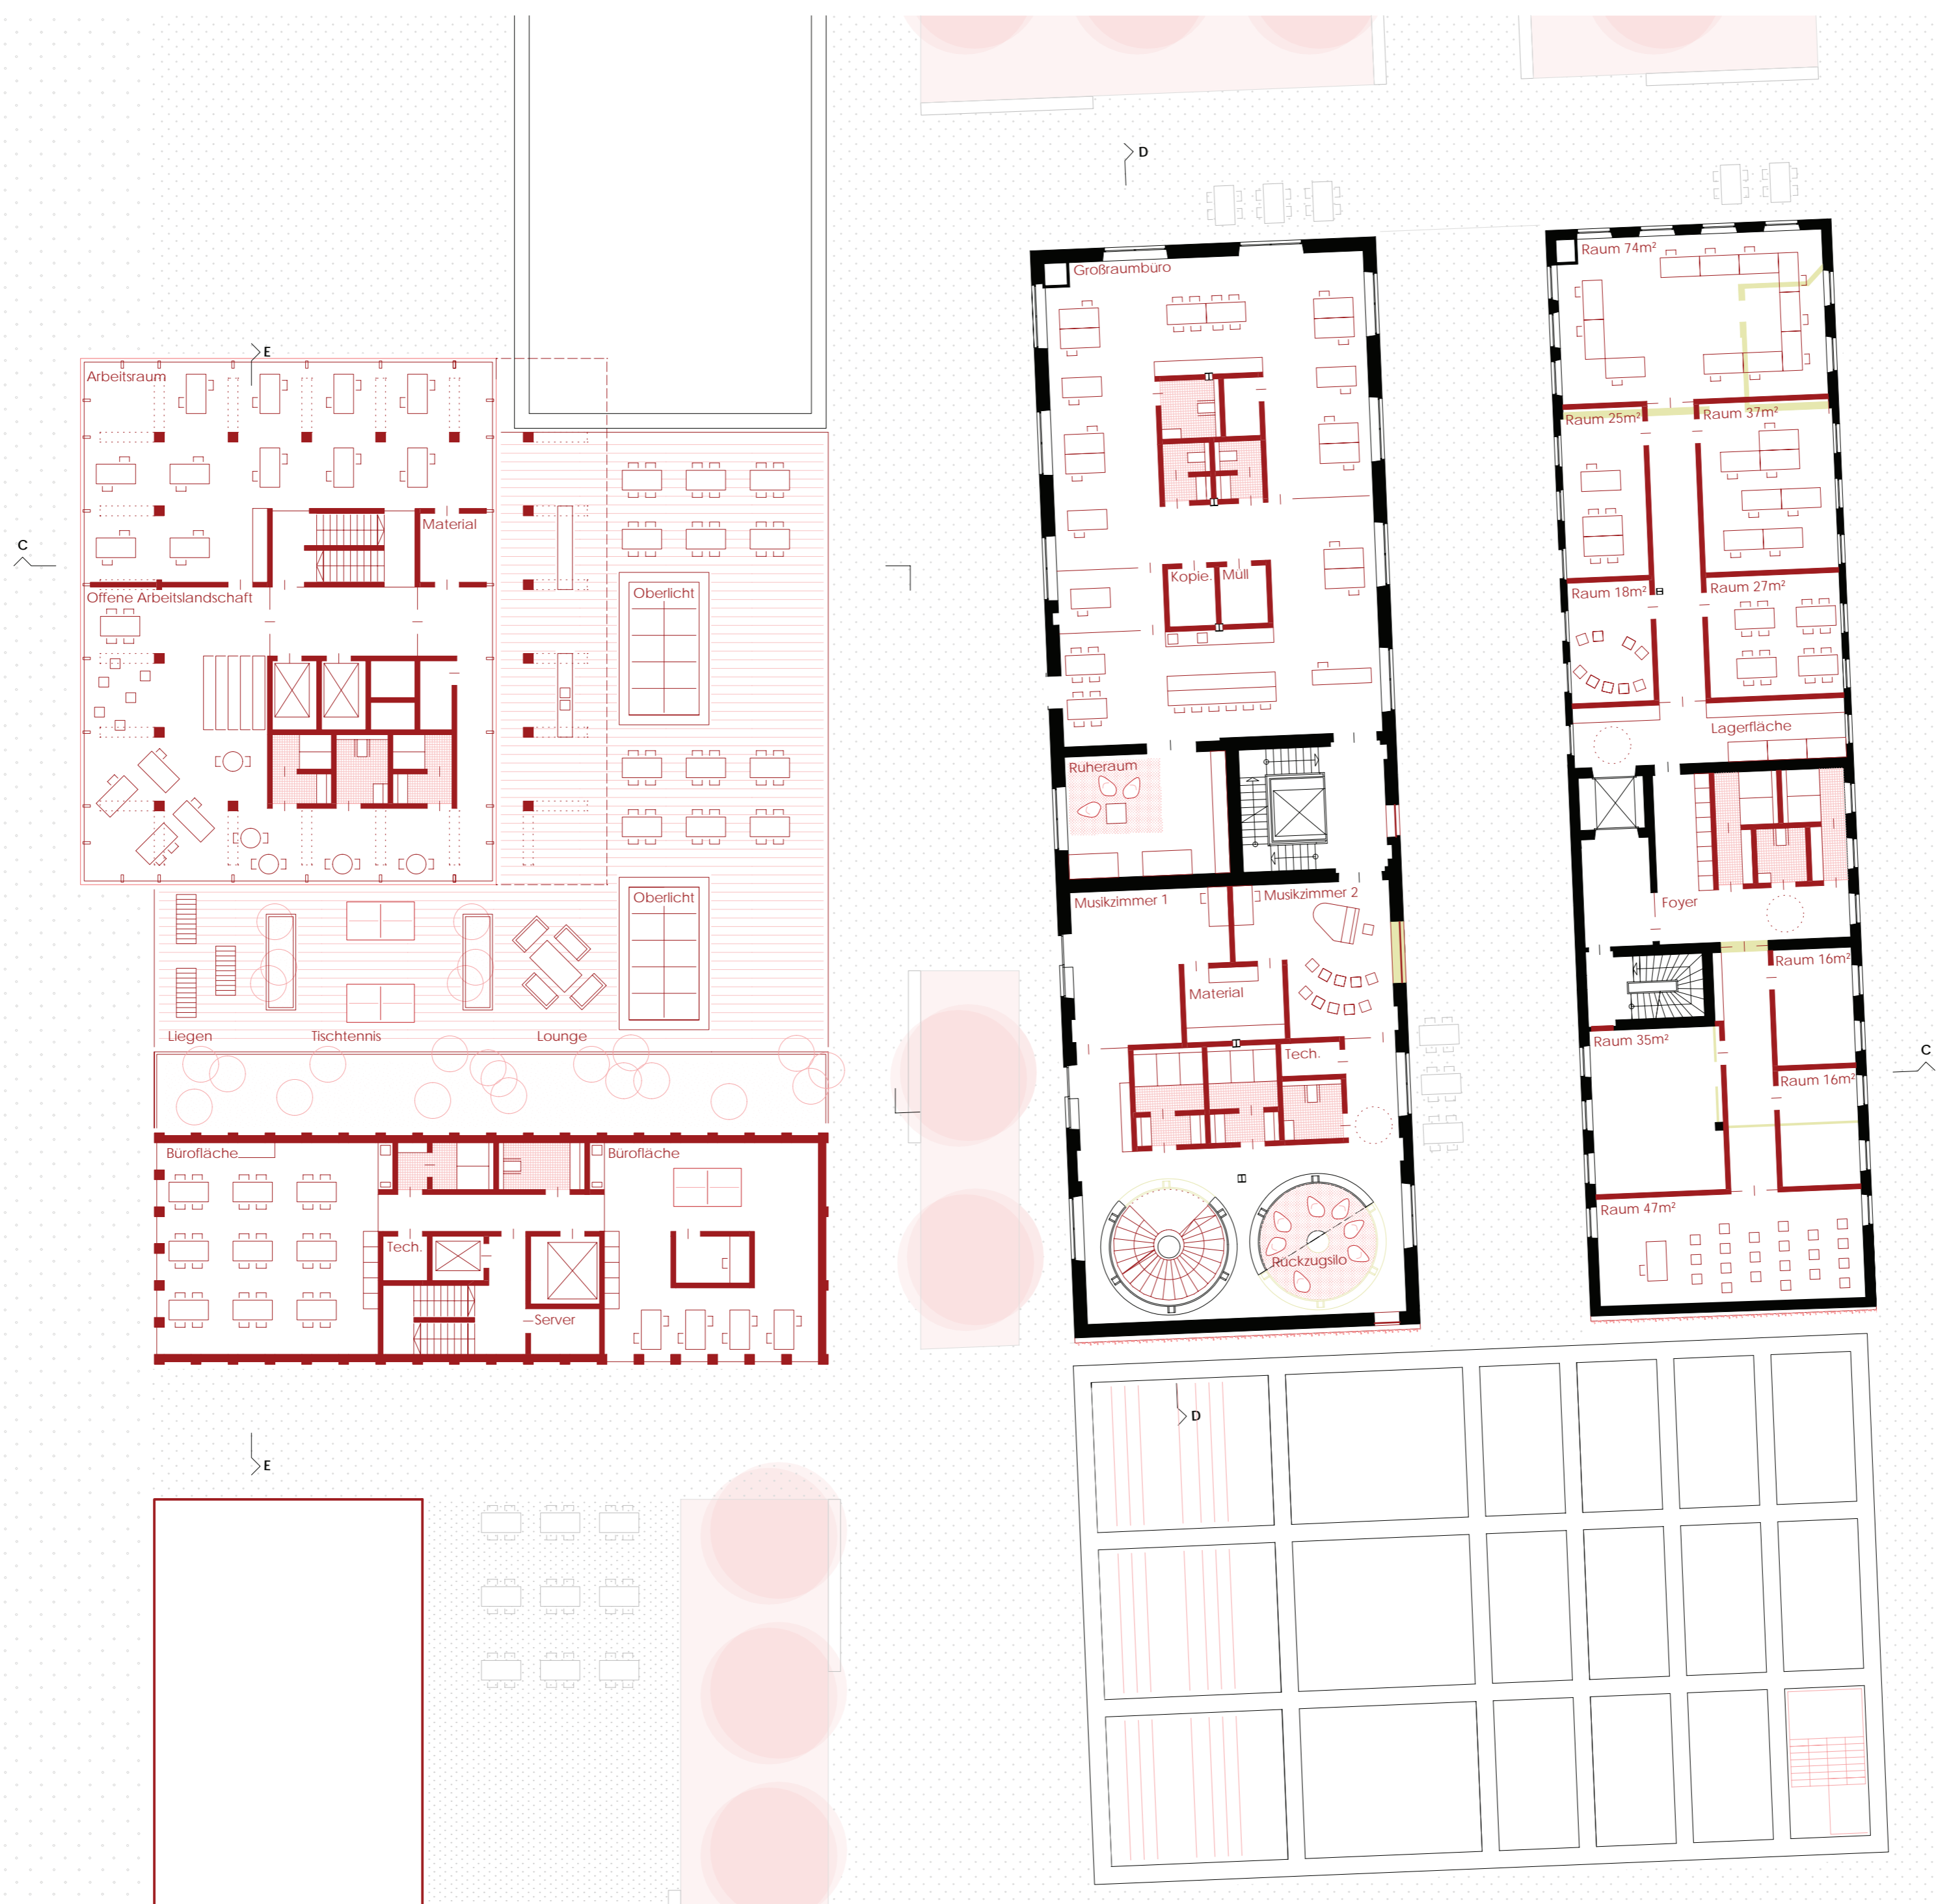 D
E
Arbeitsraum
Material
C
Offene Arbeitslandschaft
Oberlicht
Oberlicht
Liegen
Tischtennis
Lounge
Bürofläche
Bürofläche
Tech.
Server
E
Großraumbüro
Kopie.
Müll
Ruheraum
Musikzimmer 1
Musikzimmer 2
Material
Tech.
Rückzugsilo
D
Raum 74m²
Raum 25m²
Raum 37m²
Raum 18m²
Raum 27m²
Lagerfläche
Foyer
Raum 16m²
Raum 35m²
Raum 16m²
C
Raum 47m²